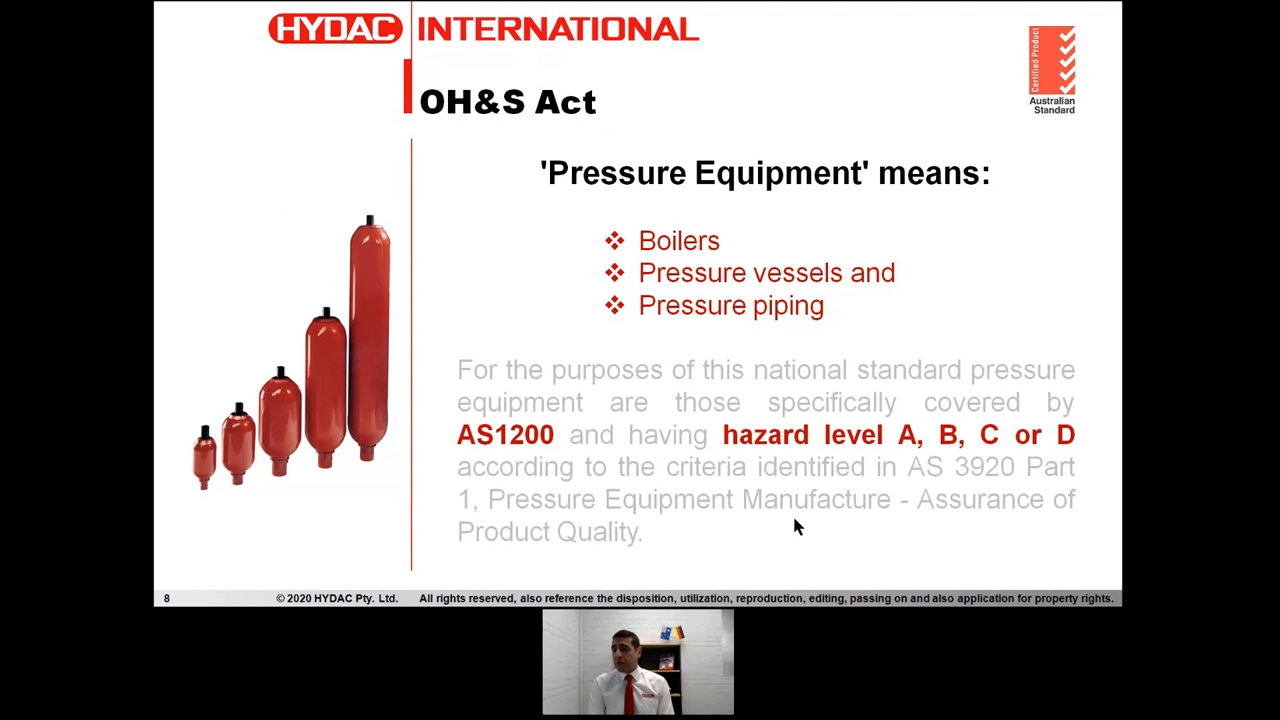 HYDAC INTERNATIONAL
Certified Product
Australian
Standard
OH&S Act
'Pressure Equipment' means:
Boilers
Pressure vessels and
Pressure piping
For the purposes of this national standard pressure
equipment are those specifically covered by
AS1200 and having hazard level A, B, C or D
according to the criteria identified in AS 3920 Part
1, Pressure Equipment Manufacture - Assurance of
Product Quality.
8 © 2020 HYDAC Pty. Ltd. All rights reserved, also reference the disposition, utilization, reproduction, editing, passing on and also application for property rights.